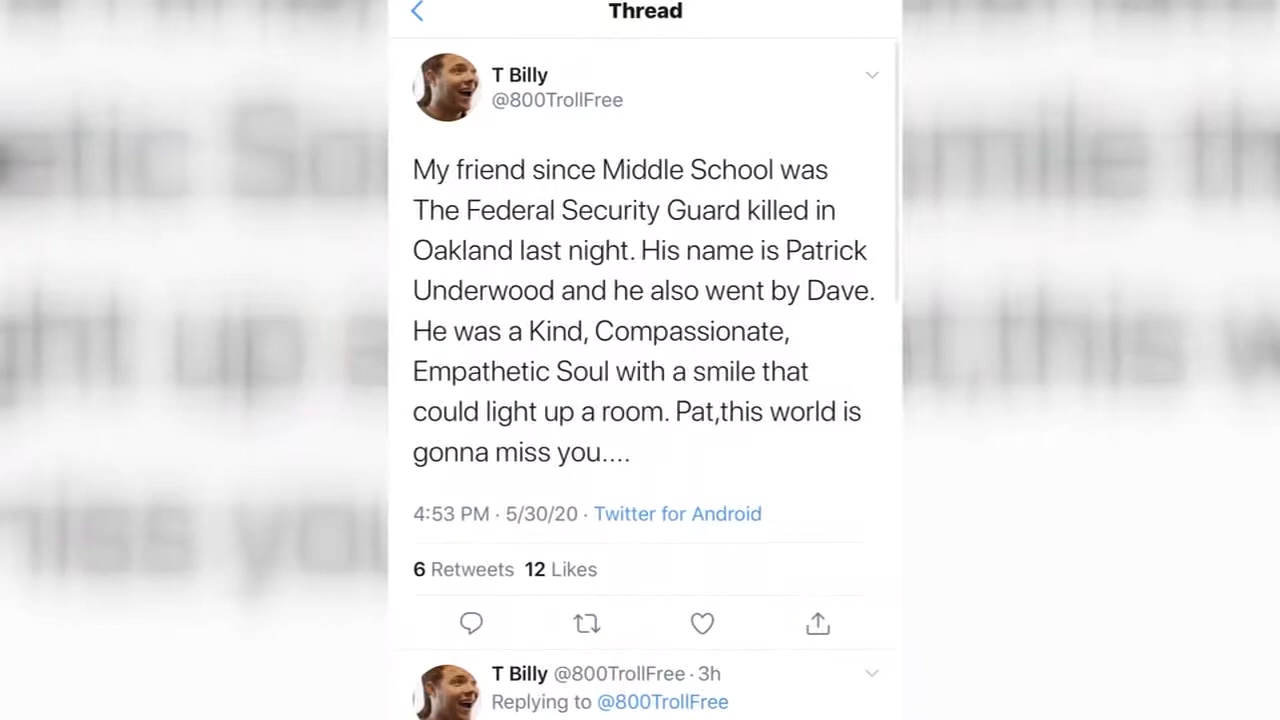 Thread
T Billy
@800TrollFree
My friend since Middle School was
The Federal Security Guard killed in
Oakland last night. His name is Patrick
Underwood and he also went by Dave.
He was a Kind, Compassionate,
Empathetic Soul with a smile that
could light up a room. Pat,this world is
gonna miss you....
4:53 PM · 5/30/20 · Twitter for Android
6 Retweets 12 Likes
T Billy @800TrollFree · 3h
Replying to @800TrollFree